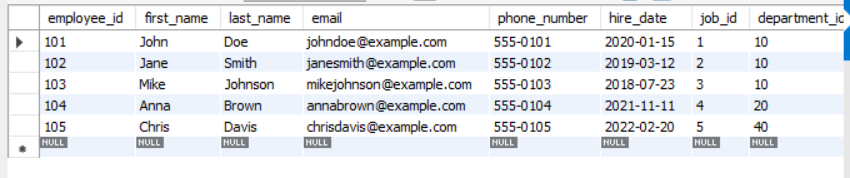 employee_id first_name last_name email phone_number hire_date job_id department_id
101 John Doe johndoe@example.com 555-0101 2020-01-15 1 10
102 Jane Smith janesmith@example.com 555-0102 2019-03-12 2 10
103 Mike Johnson mikejohnson@example.com 555-0103 2018-07-23 3 10
104 Anna Brown annabrown@example.com 555-0104 2021-11-11 4 20
105 Chris Davis chrisdavis@example.com 555-0105 2022-02-20 5 40
NULL NULL NULL NULL NULL NULL NULL NULL